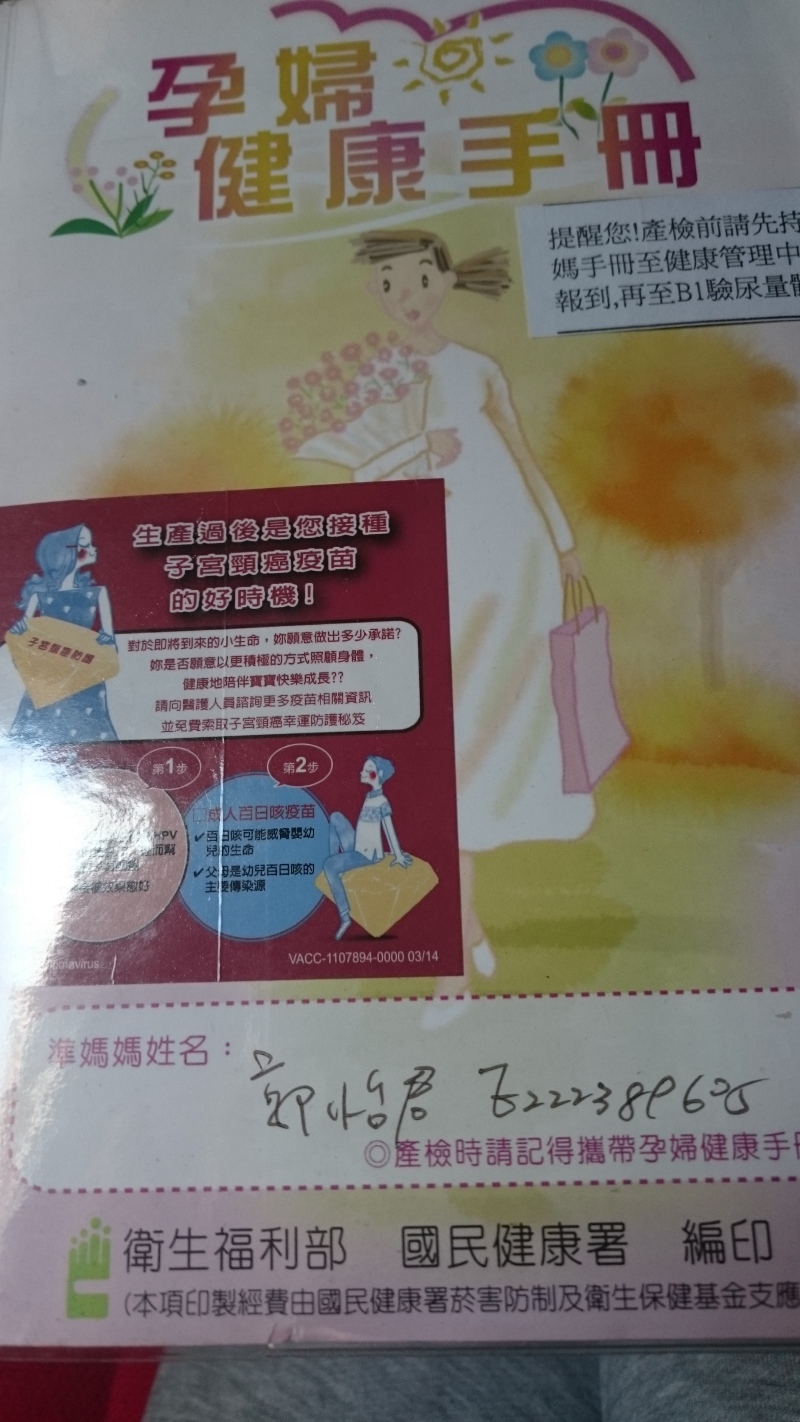 孕婦
健康手冊
提醒您!產檢前請先持
媽手冊至健康管理中
報到,再至B1驗尿量
生產過後是您接種
子宮頸癌疫苗
的好時機!
對於即將到來的小生命,妳願意做出多少承諾?
妳是否願意以更積極的方式照顧身體,
健康地陪伴寶寶快樂成長??
請向醫護人員諮詢更多疫苗相關資訊
並免費索取子宮頸癌幸運防護秘笈
第1步
第2步
HPV
成人百日咳疫苗
✓百日咳可能威脅嬰幼
兒的生命
✓父母是幼兒百日咳的
主要傳染源
VACC-1107894-0000 03/14
準媽媽姓名:
郭怡君
◎產檢時請記得攜帶孕婦健康手
衛生福利部 國民健康署 編印
(本項印製經費由國民健康署菸害防制及衛生保健基金支應